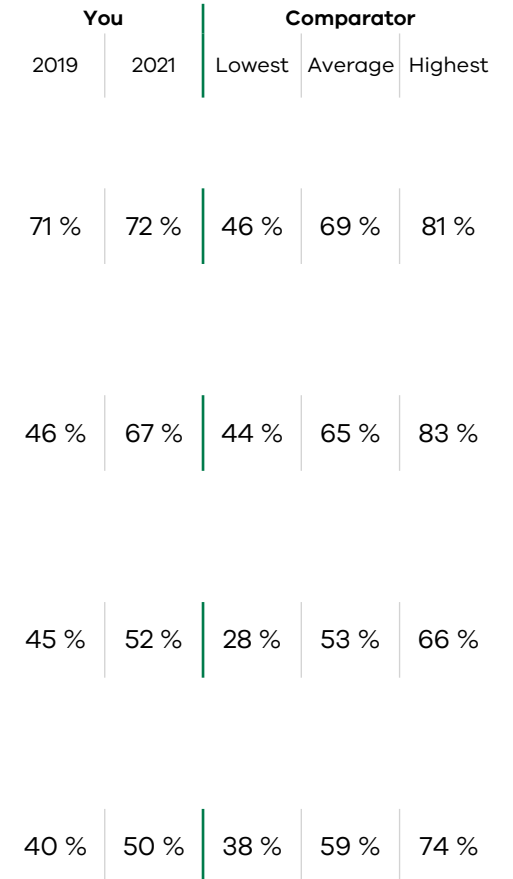 You Comparator
2019 2021 Lowest Average Highest
71 % 72 % 46 % 69 % 81 %
46 % 67 % 44 % 65 % 83 %
45 % 52 % 28 % 53 % 66 %
40 % 50 % 38 % 59 % 74 %